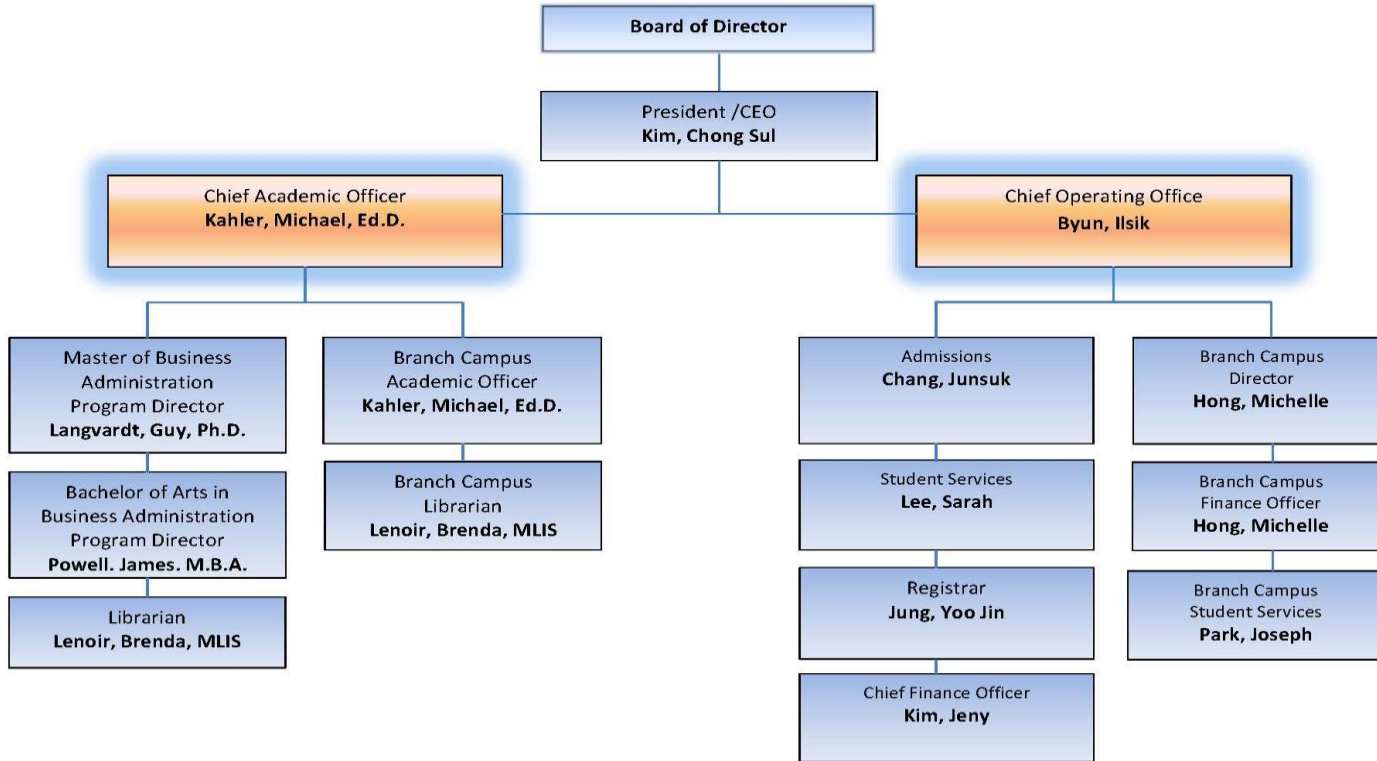 Board of Director
President /CEO
Kim, Chong Sul
Chief Academic Officer
Kahler, Michael, Ed.D.
Chief Operating Office
Byun, Ilsik
Master of Business
Administration
Program Director
Langvardt, Guy, Ph.D.
Bachelor of Arts in
Business Administration
Program Director
Powell. James. M.B.A.
Librarian
Lenoir, Brenda, MLIS
Branch Campus
Academic Officer
Kahler, Michael, Ed.D.
Branch Campus
Librarian
Lenoir, Brenda, MLIS
Admissions
Chang, Junsuk
Student Services
Lee, Sarah
Registrar
Jung, Yoo Jin
Chief Finance Officer
Kim, Jeny
Branch Campus
Director
Hong, Michelle
Branch Campus
Finance Officer
Hong, Michelle
Branch Campus
Student Services
Park, Joseph